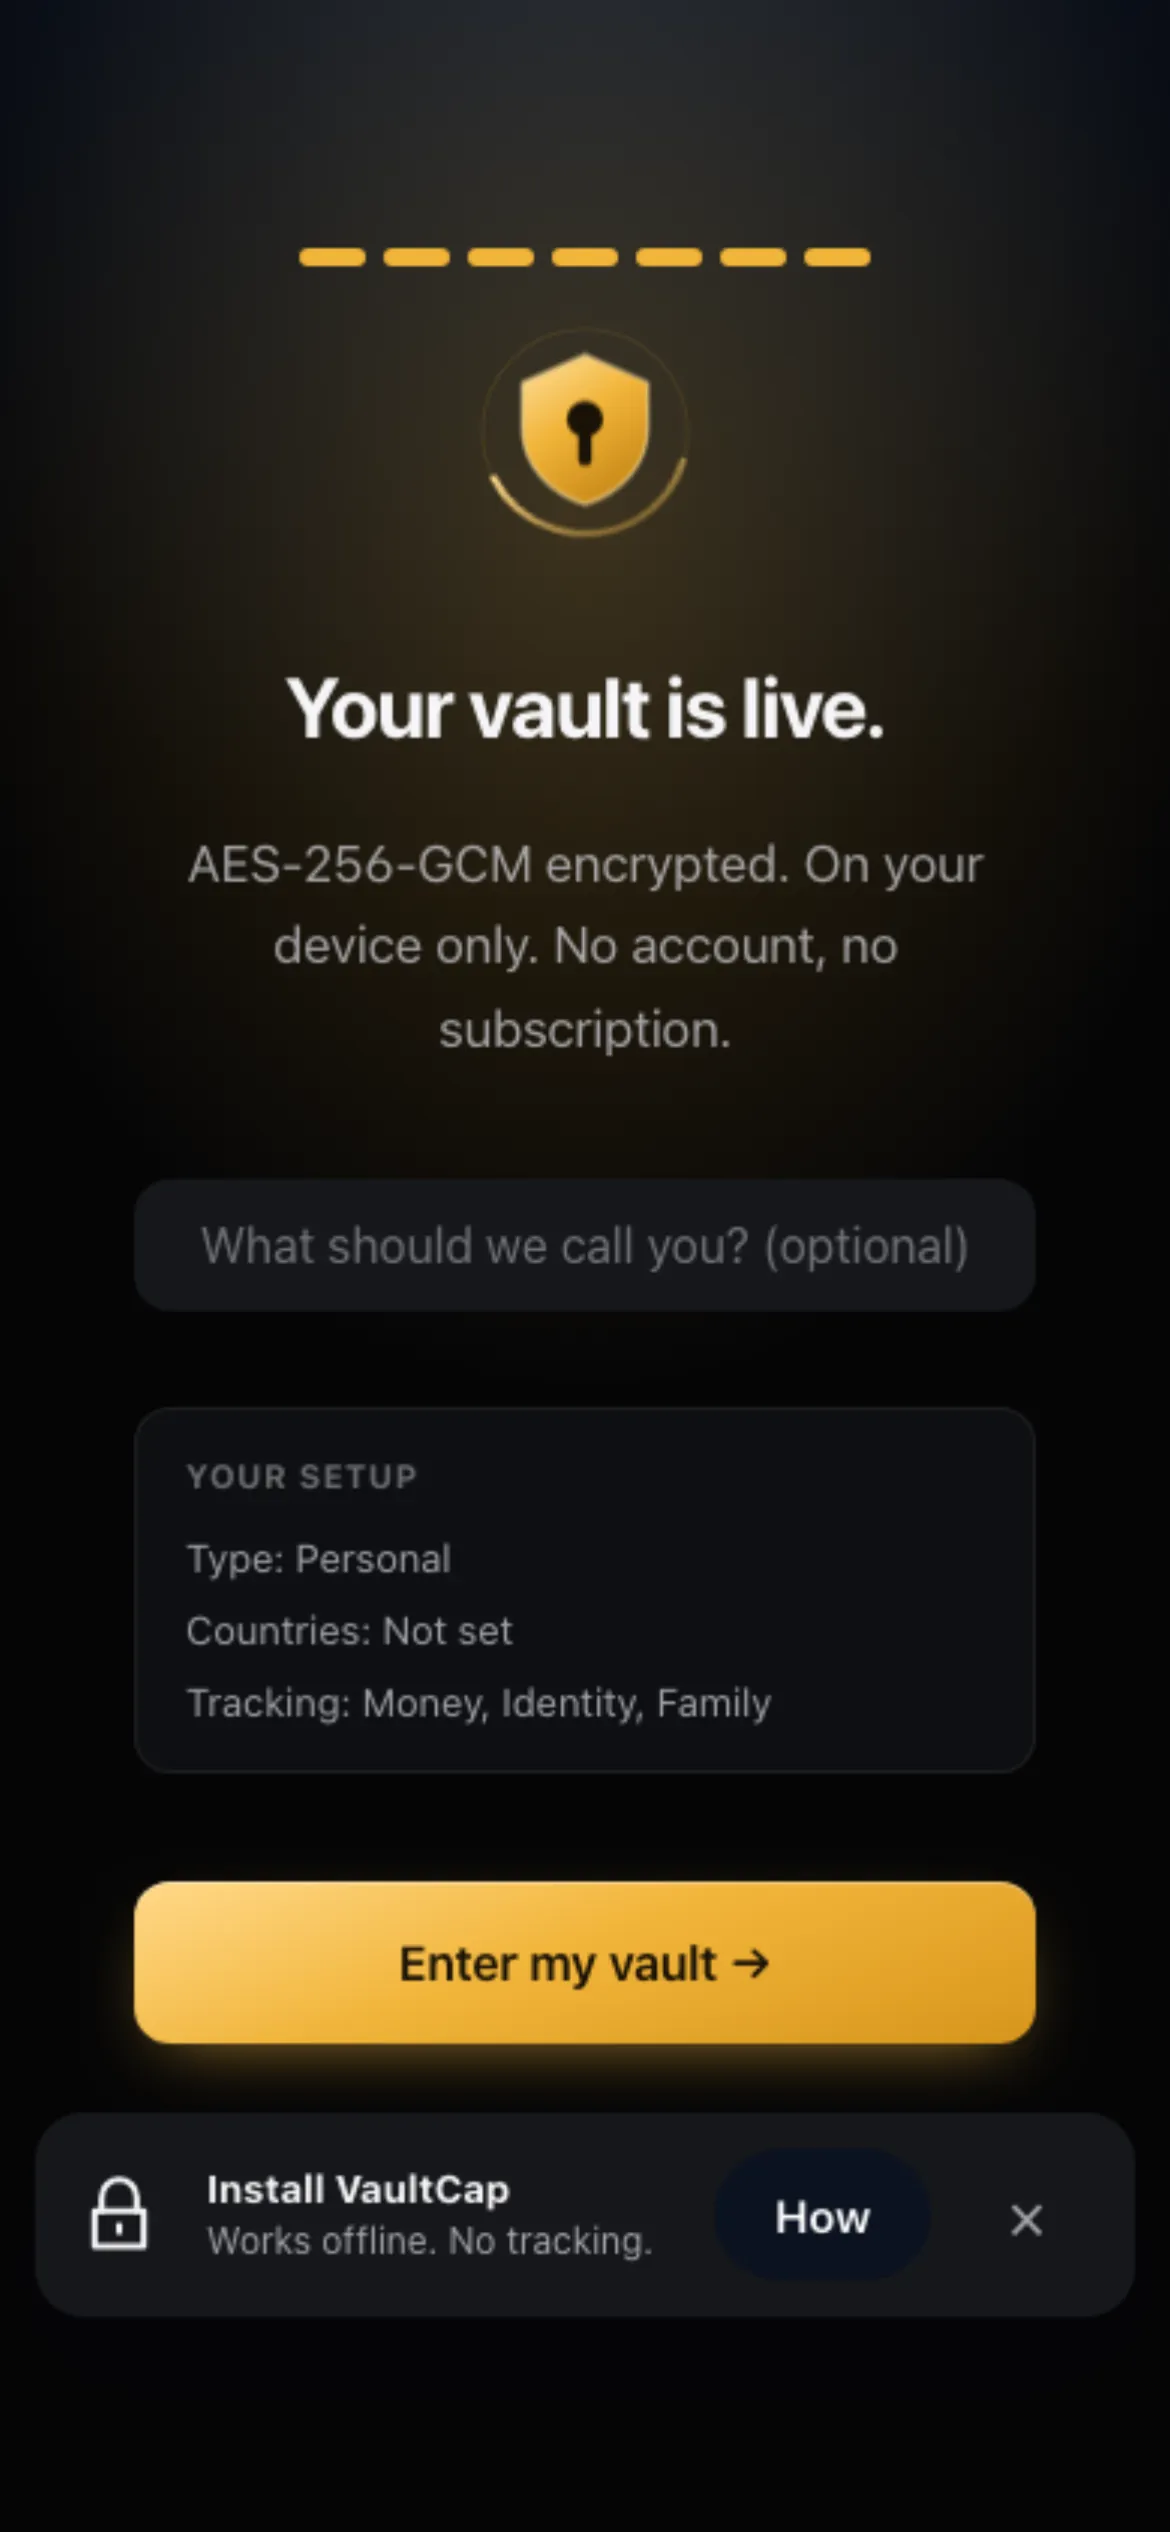 Your vault is live.
AES-256-GCM encrypted. On your
device only. No account, no
subscription.
What should we call you? (optional)
YOUR SETUP
Type: Personal
Countries: Not set
Tracking: Money, Identity, Family
Enter my vault →
Install VaultCap
Works offline. No tracking.
How
×